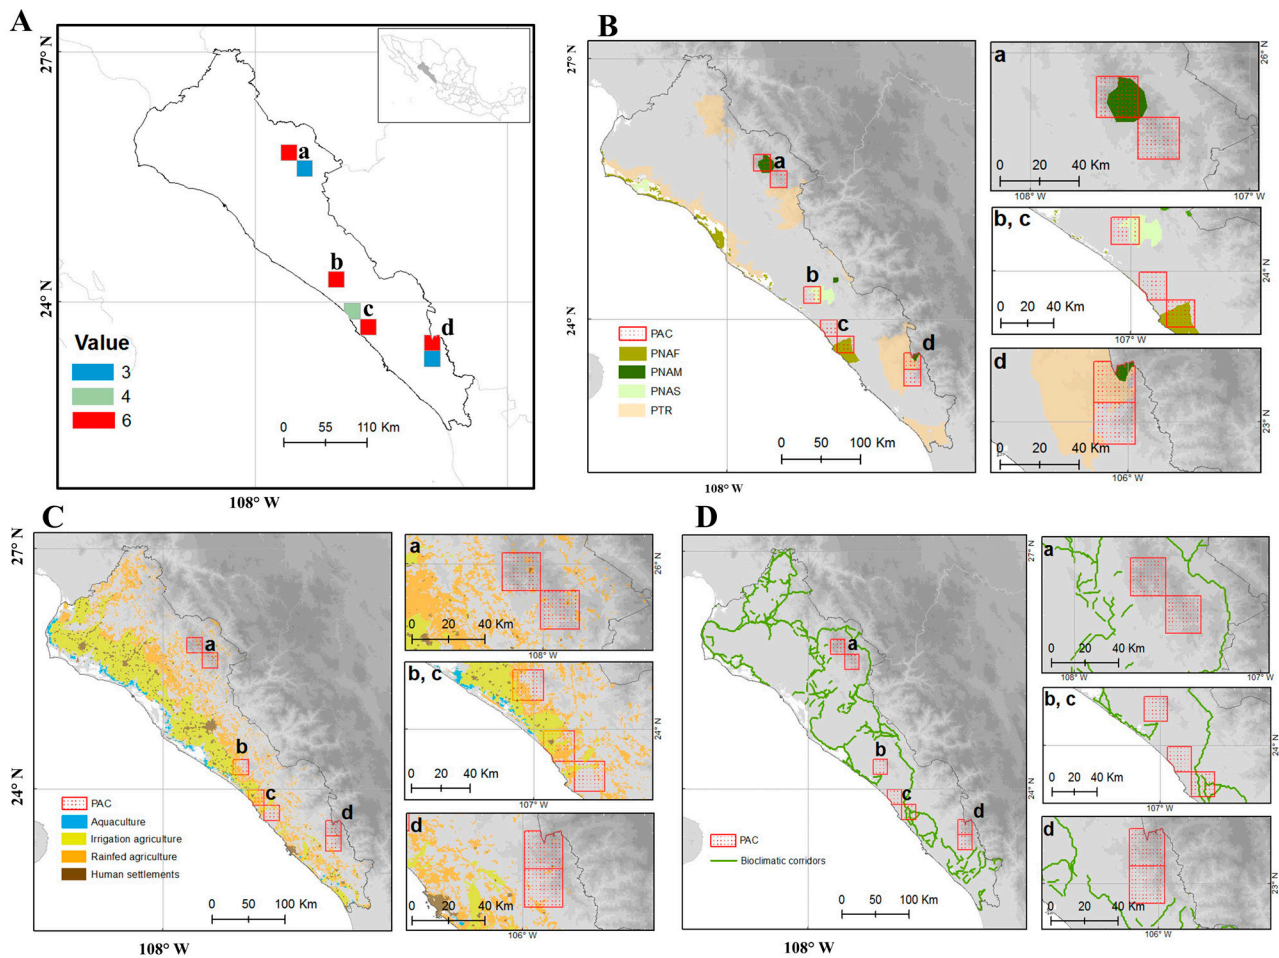 A
27° N
24° N
108° W
a
b
c
d
Value
3
4
6
0 55 110 Km
B
27° N
24° N
108° W
a
b
c
d
PAC
PNAF
PNAM
PNAS
PTR
0 50 100 Km
a
26° N
0 20 40 Km
108° W
107° W
b, c
24° N
0 20 40 Km
107° W
d
23° N
0 20 40 Km
106° W
C
27° N
24° N
108° W
a
b
c
d
PAC
Aquaculture
Irrigation agriculture
Rainfed agriculture
Human settlements
0 50 100 Km
a
26° N
0 20 40 Km
108° W
b, c
24° N
0 20 40 Km
107° W
d
0 20 40 Km
106° W
D
27° N
24° N
108° W
a
b
c
d
PAC
Bioclimatic corridors
0 50 100 Km
a
0 20 40 Km
108° W
107° W
b, c
24° N
0 20 40 Km
107° W
d
23° N
0 20 40 Km
106° W